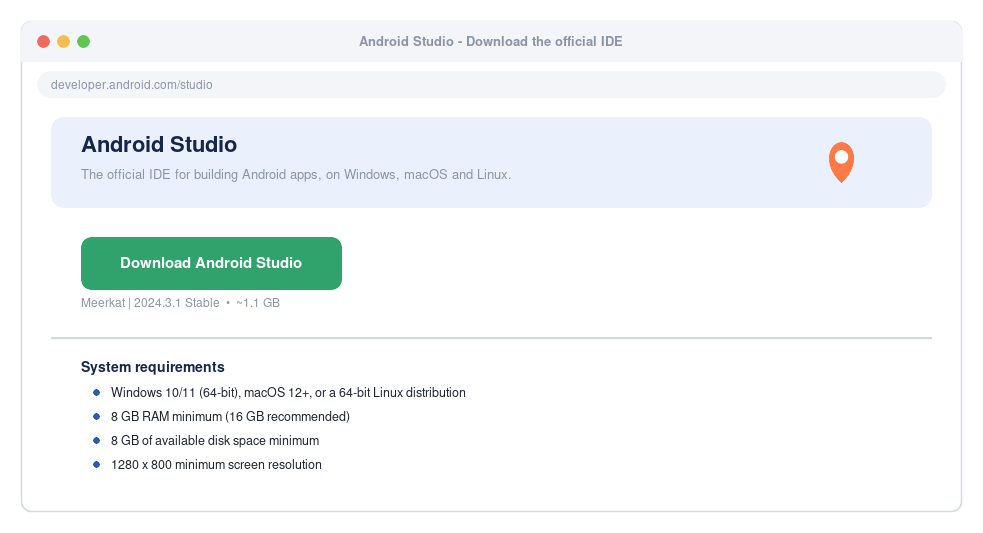 Android Studio - Download the official IDE
developer.android.com/studio
Android Studio
The official IDE for building Android apps, on Windows, macOS and Linux.
Download Android Studio
Meerkat | 2024.3.1 Stable • ~1.1 GB
System requirements
Windows 10/11 (64-bit), macOS 12+, or a 64-bit Linux distribution
8 GB RAM minimum (16 GB recommended)
8 GB of available disk space minimum
1280 x 800 minimum screen resolution